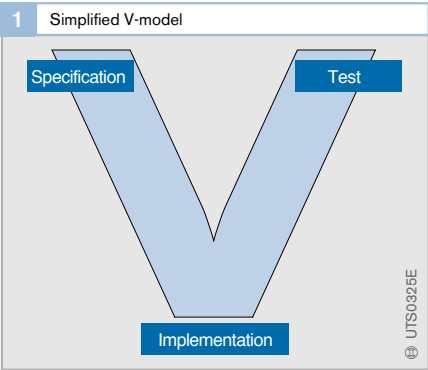 1 Simplified V-model
Specification
Test
Implementation
UTS0325E